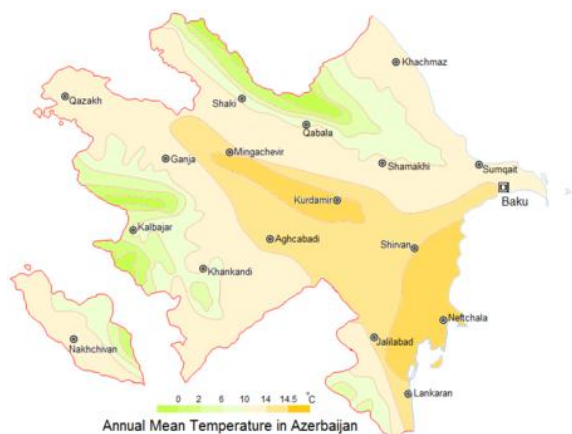 Khachmaz
Qazakh
Shaki
Qabala
Mingachevir
Ganja
Shamakhi
Sumqait
Baku
Kurdamir
Kalbajar
Aghcabadi
Shirvan
Khankandi
Neftchala
Nakhchivan
Jalilabad
Lankaran
0 2 6 10 14 14.5 °C
Annual Mean Temperature in Azerbaijan